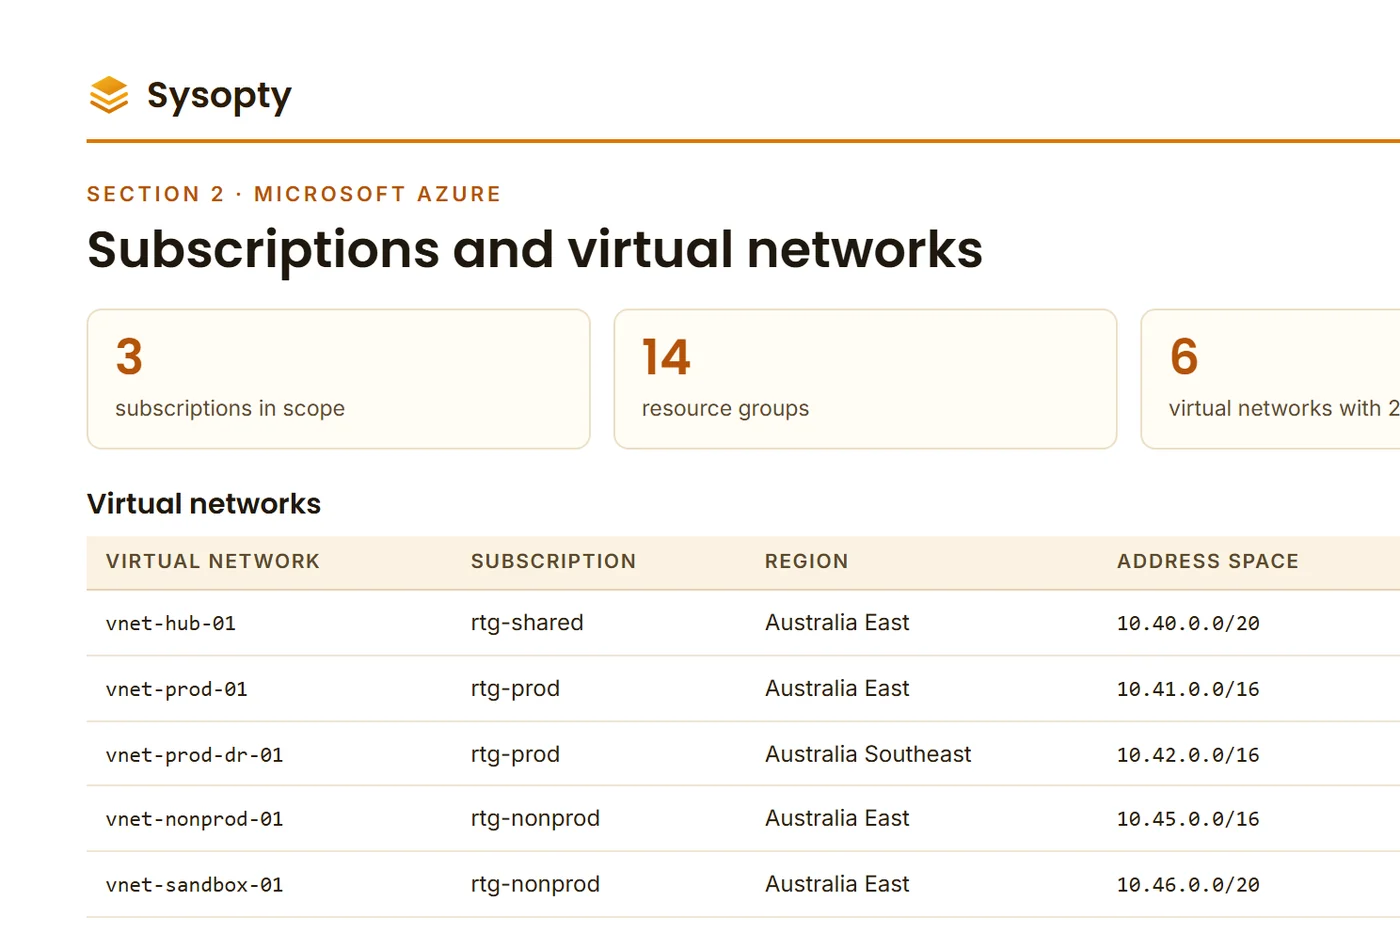 Sysopty
SECTION 2 · MICROSOFT AZURE
Subscriptions and virtual networks
3
subscriptions in scope
14
resource groups
6
virtual networks with 2
Virtual networks
VIRTUAL NETWORK SUBSCRIPTION REGION ADDRESS SPACE
vnet-hub-01 rtg-shared Australia East 10.40.0.0/20
vnet-prod-01 rtg-prod Australia East 10.41.0.0/16
vnet-prod-dr-01 rtg-prod Australia Southeast 10.42.0.0/16
vnet-nonprod-01 rtg-nonprod Australia East 10.45.0.0/16
vnet-sandbox-01 rtg-nonprod Australia East 10.46.0.0/20